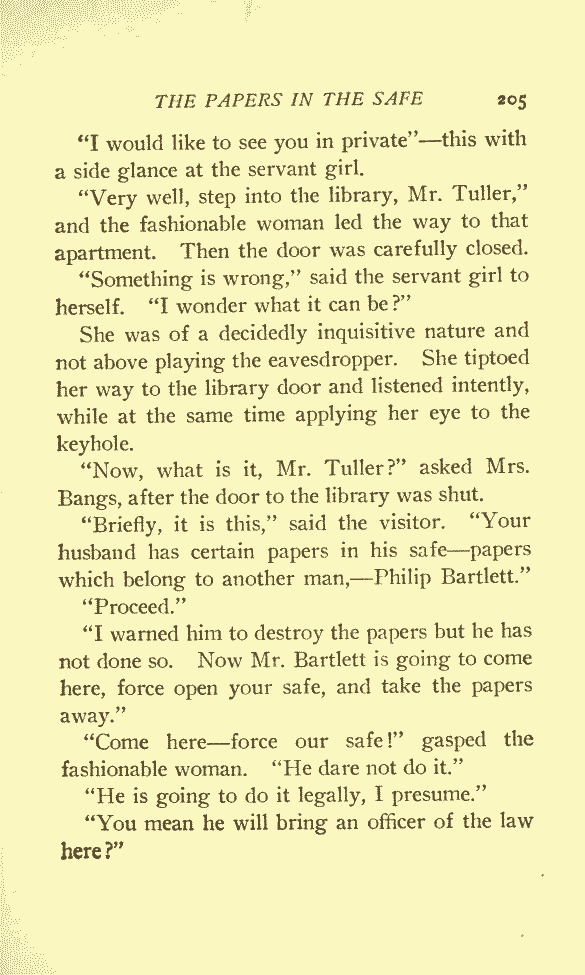 THE PAPERS IN THE SAFE 205
“I would like to see you in private”—this with
a side glance at the servant girl.
“Very well, step into the library, Mr. Tuller,”
and the fashionable woman led the way to that
apartment. Then the door was carefully closed.
“Something is wrong,” said the servant girl to
herself. “I wonder what it can be?”
She was of a decidedly inquisitive nature and
not above playing the eavesdropper. She tiptoed
her way to the library door and listened intently,
while at the same time applying her eye to the
keyhole.
“Now, what is it, Mr. Tuller?” asked Mrs.
Bangs, after the door to the library was shut.
“Briefly, it is this,” said the visitor. “Your
husband has certain papers in his safe—papers
which belong to another man,—Philip Bartlett.”
“Proceed.”
“I warned him to destroy the papers but he has
not done so. Now Mr. Bartlett is going to come
here, force open your safe, and take the papers
away.”
“Come here—force our safe!” gasped the
fashionable woman. “He dare not do it.”
“He is going to do it legally, I presume.”
“You mean he will bring an officer of the law
here?”